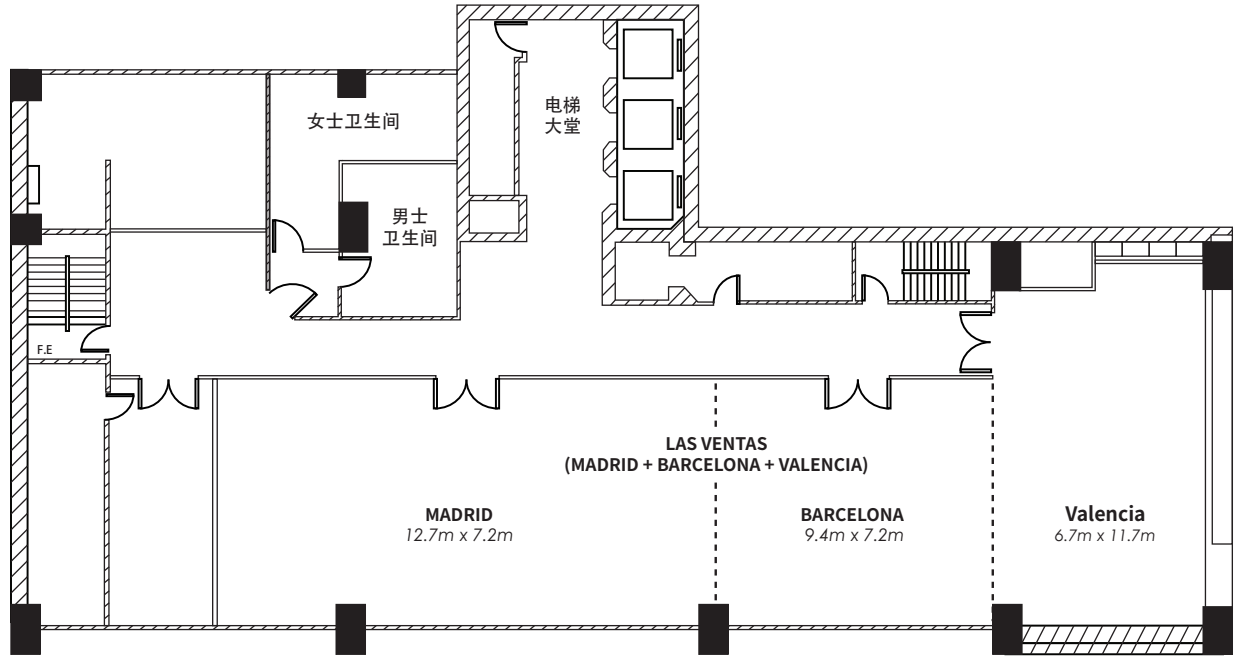 电梯
大堂
女士卫生间
男士
卫生间
F.E
LAS VENTAS
(MADRID + BARCELONA + VALENCIA)
MADRID
12.7m x 7.2m
BARCELONA
9.4m x 7.2m
Valencia
6.7m x 11.7m